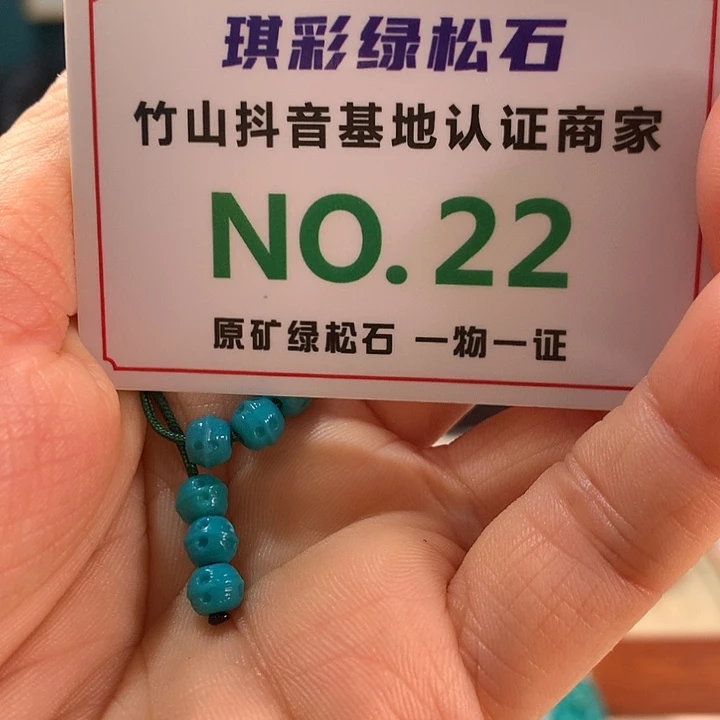 琪彩绿松石
竹山抖音基地认证商家
NO.22
原矿绿松石 一物一证